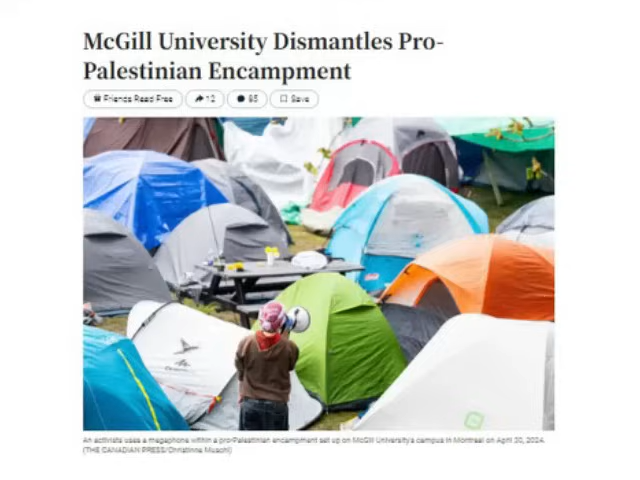 McGill University Dismantles Pro-
Palestinian Encampment
Friends Read Free 12 85 Save
An activists uses a megaphone within a pro-Palestinian encampment set up on McGill University's campus in Montreal on April 30, 2024.
(THE CANADIAN PRESS/Christinne Muschi)